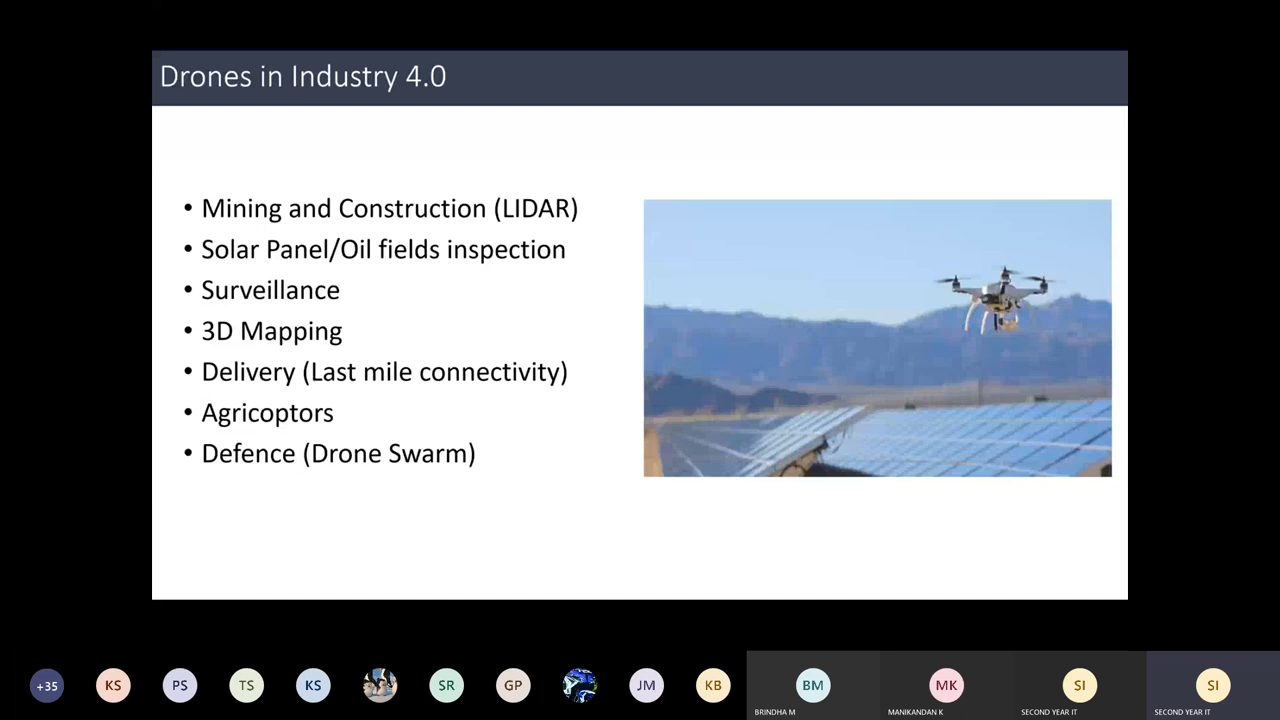 Drones in Industry 4.0
• Mining and Construction (LIDAR)
• Solar Panel/Oil fields inspection
• Surveillance
• 3D Mapping
• Delivery (Last mile connectivity)
• Agricoptors
• Defence (Drone Swarm)
+35
KS
PS
TS
KS
SR
GP
JM
KB
BM
MK
SI
SI
BRINDHA M
MANIKANDAN K
SECOND YEAR IT
SECOND YEAR IT